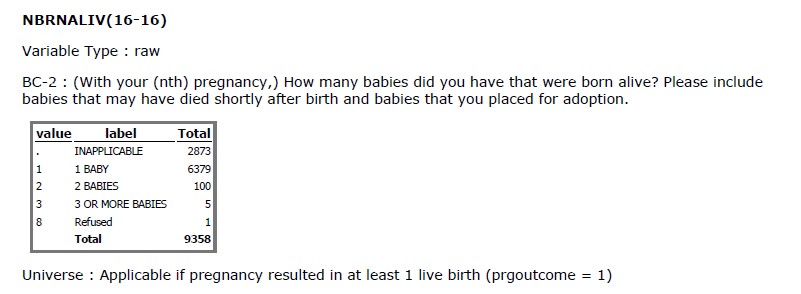 NBRNALIV(16-16)
Variable Type : raw
BC-2 : (With your (nth) pregnancy,) How many babies did you have that were born alive? Please include
babies that may have died shortly after birth and babies that you placed for adoption.
value label Total
. INAPPLICABLE 2873
1 1 BABY 6379
2 2 BABIES 100
3 3 OR MORE BABIES 5
8 Refused 1
Total 9358
Universe : Applicable if pregnancy resulted in at least 1 live birth (prgoutcome = 1)